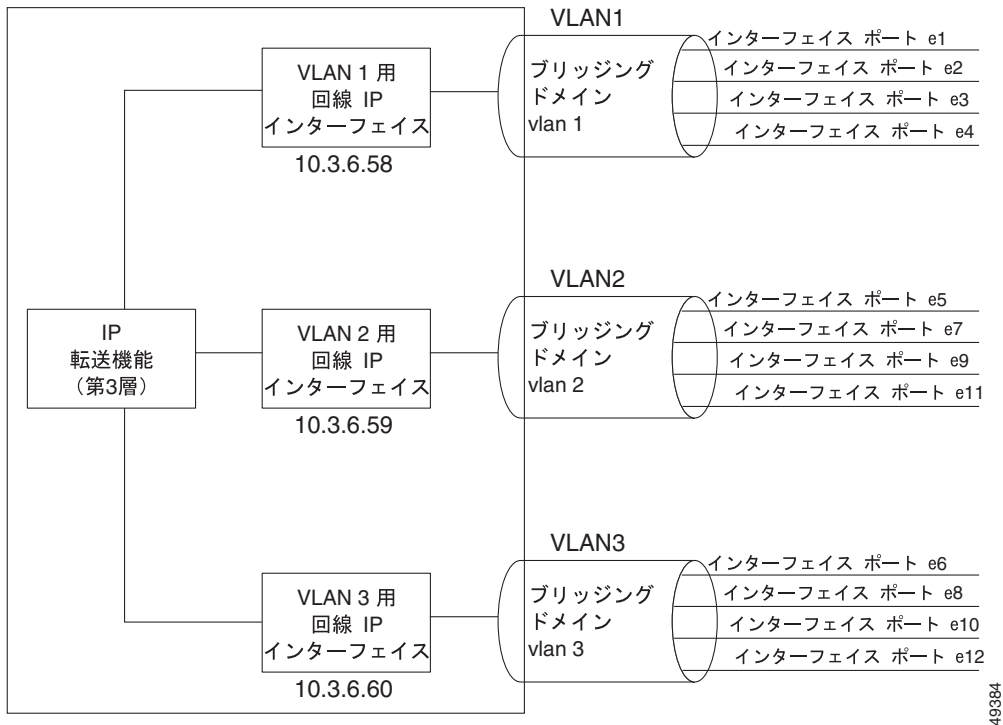 VLAN1
VLAN 1 用
回線 IP
インターフェイス
10.3.6.58
ブリッジング
ドメイン
vlan 1
インターフェイス ポート e1
インターフェイス ポート e2
インターフェイス ポート e3
インターフェイス ポート e4
IP
転送機能
(第3層)
VLAN2
VLAN 2 用
回線 IP
インターフェイス
10.3.6.59
ブリッジング
ドメイン
vlan 2
インターフェイス ポート e5
インターフェイス ポート e7
インターフェイス ポート e9
インターフェイス ポート e11
VLAN3
VLAN 3 用
回線 IP
インターフェイス
10.3.6.60
ブリッジング
ドメイン
vlan 3
インターフェイス ポート e6
インターフェイス ポート e8
インターフェイス ポート e10
インターフェイス ポート e12
49384